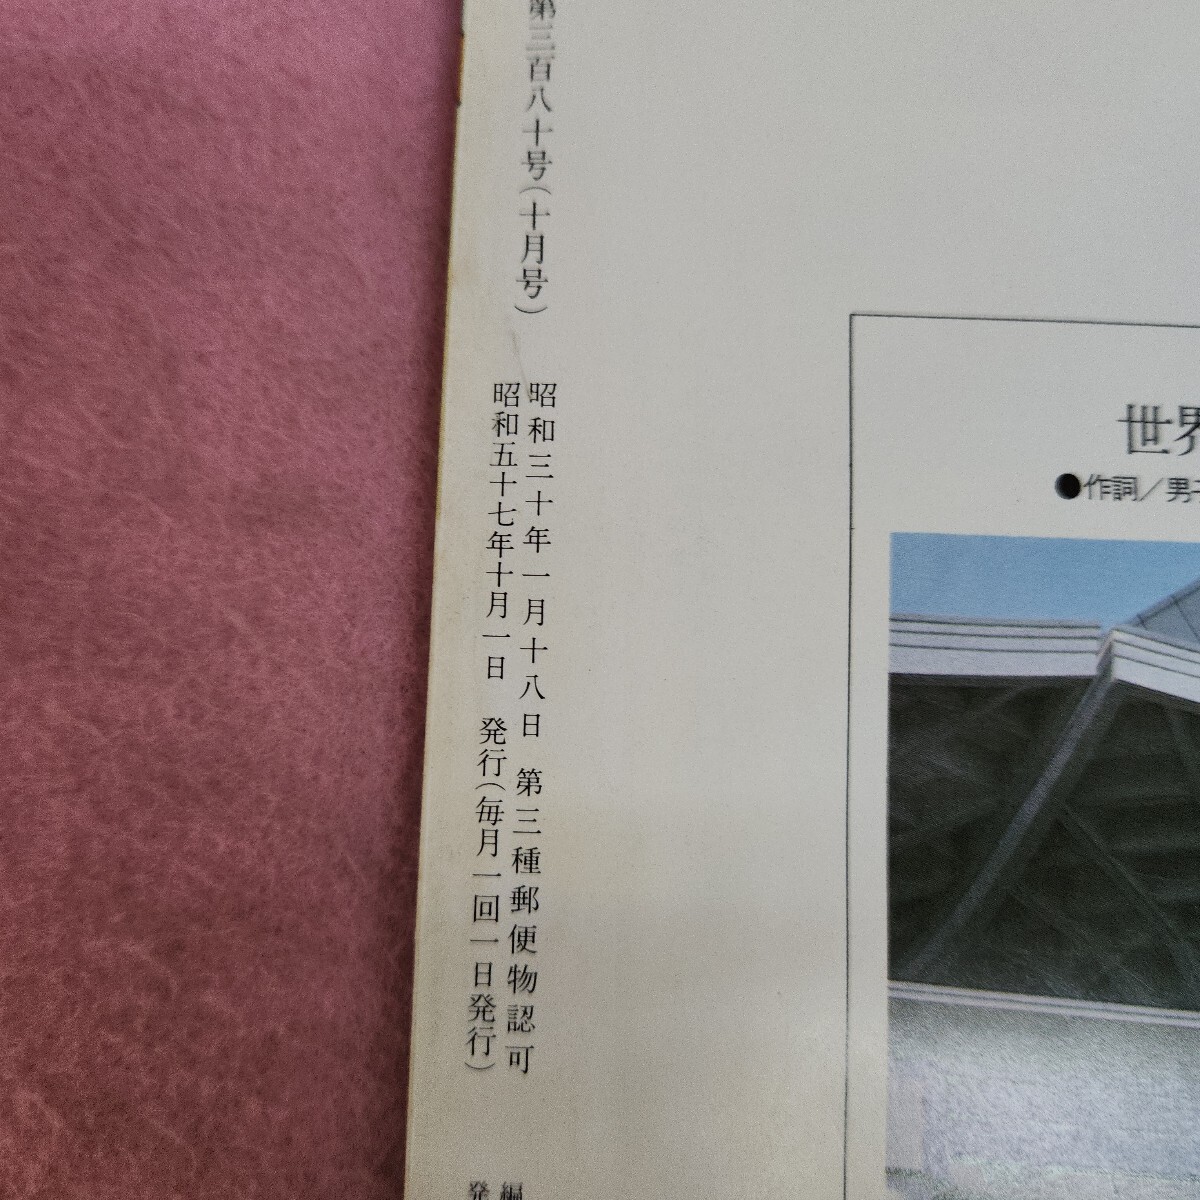 第三百八十号(十月号)
昭和三十年一月十八日 第三種郵便物認可
昭和五十七年十月一日 発行(毎月一回一日発行)
編
発
世界
●作詞/男子